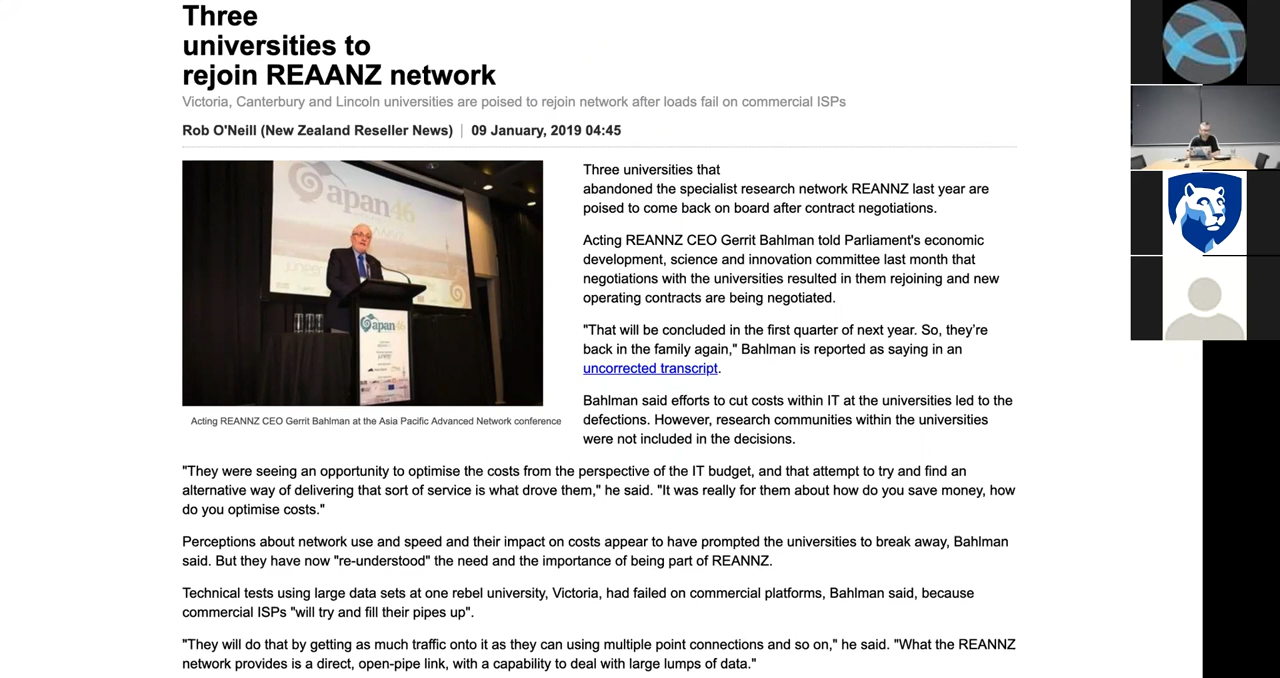 Three
universities to
rejoin REAANZ network
Victoria, Canterbury and Lincoln universities are poised to rejoin network after loads fail on commercial ISPs
Rob O'Neill (New Zealand Reseller News) | 09 January, 2019 04:45
apan46
apan46
Acting REANNZ CEO Gerrit Bahlman at the Asia Pacific Advanced Network conference
Three universities that
abandoned the specialist research network REANNZ last year are
poised to come back on board after contract negotiations.
Acting REANNZ CEO Gerrit Bahlman told Parliament's economic
development, science and innovation committee last month that
negotiations with the universities resulted in them rejoining and new
operating contracts are being negotiated.
"That will be concluded in the first quarter of next year. So, they're
back in the family again," Bahlman is reported as saying in an
uncorrected transcript.
Bahlman said efforts to cut costs within IT at the universities led to the
defections. However, research communities within the universities
were not included in the decisions.
"They were seeing an opportunity to optimise the costs from the perspective of the IT budget, and that attempt to try and find an
alternative way of delivering that sort of service is what drove them," he said. "It was really for them about how do you save money, how
do you optimise costs."
Perceptions about network use and speed and their impact on costs appear to have prompted the universities to break away, Bahlman
said. But they have now "re-understood" the need and the importance of being part of REANNZ.
Technical tests using large data sets at one rebel university, Victoria, had failed on commercial platforms, Bahlman said, because
commercial ISPs "will try and fill their pipes up".
"They will do that by getting as much traffic onto it as they can using multiple point connections and so on," he said. "What the REANNZ
network provides is a direct, open-pipe link, with a capability to deal with large lumps of data."